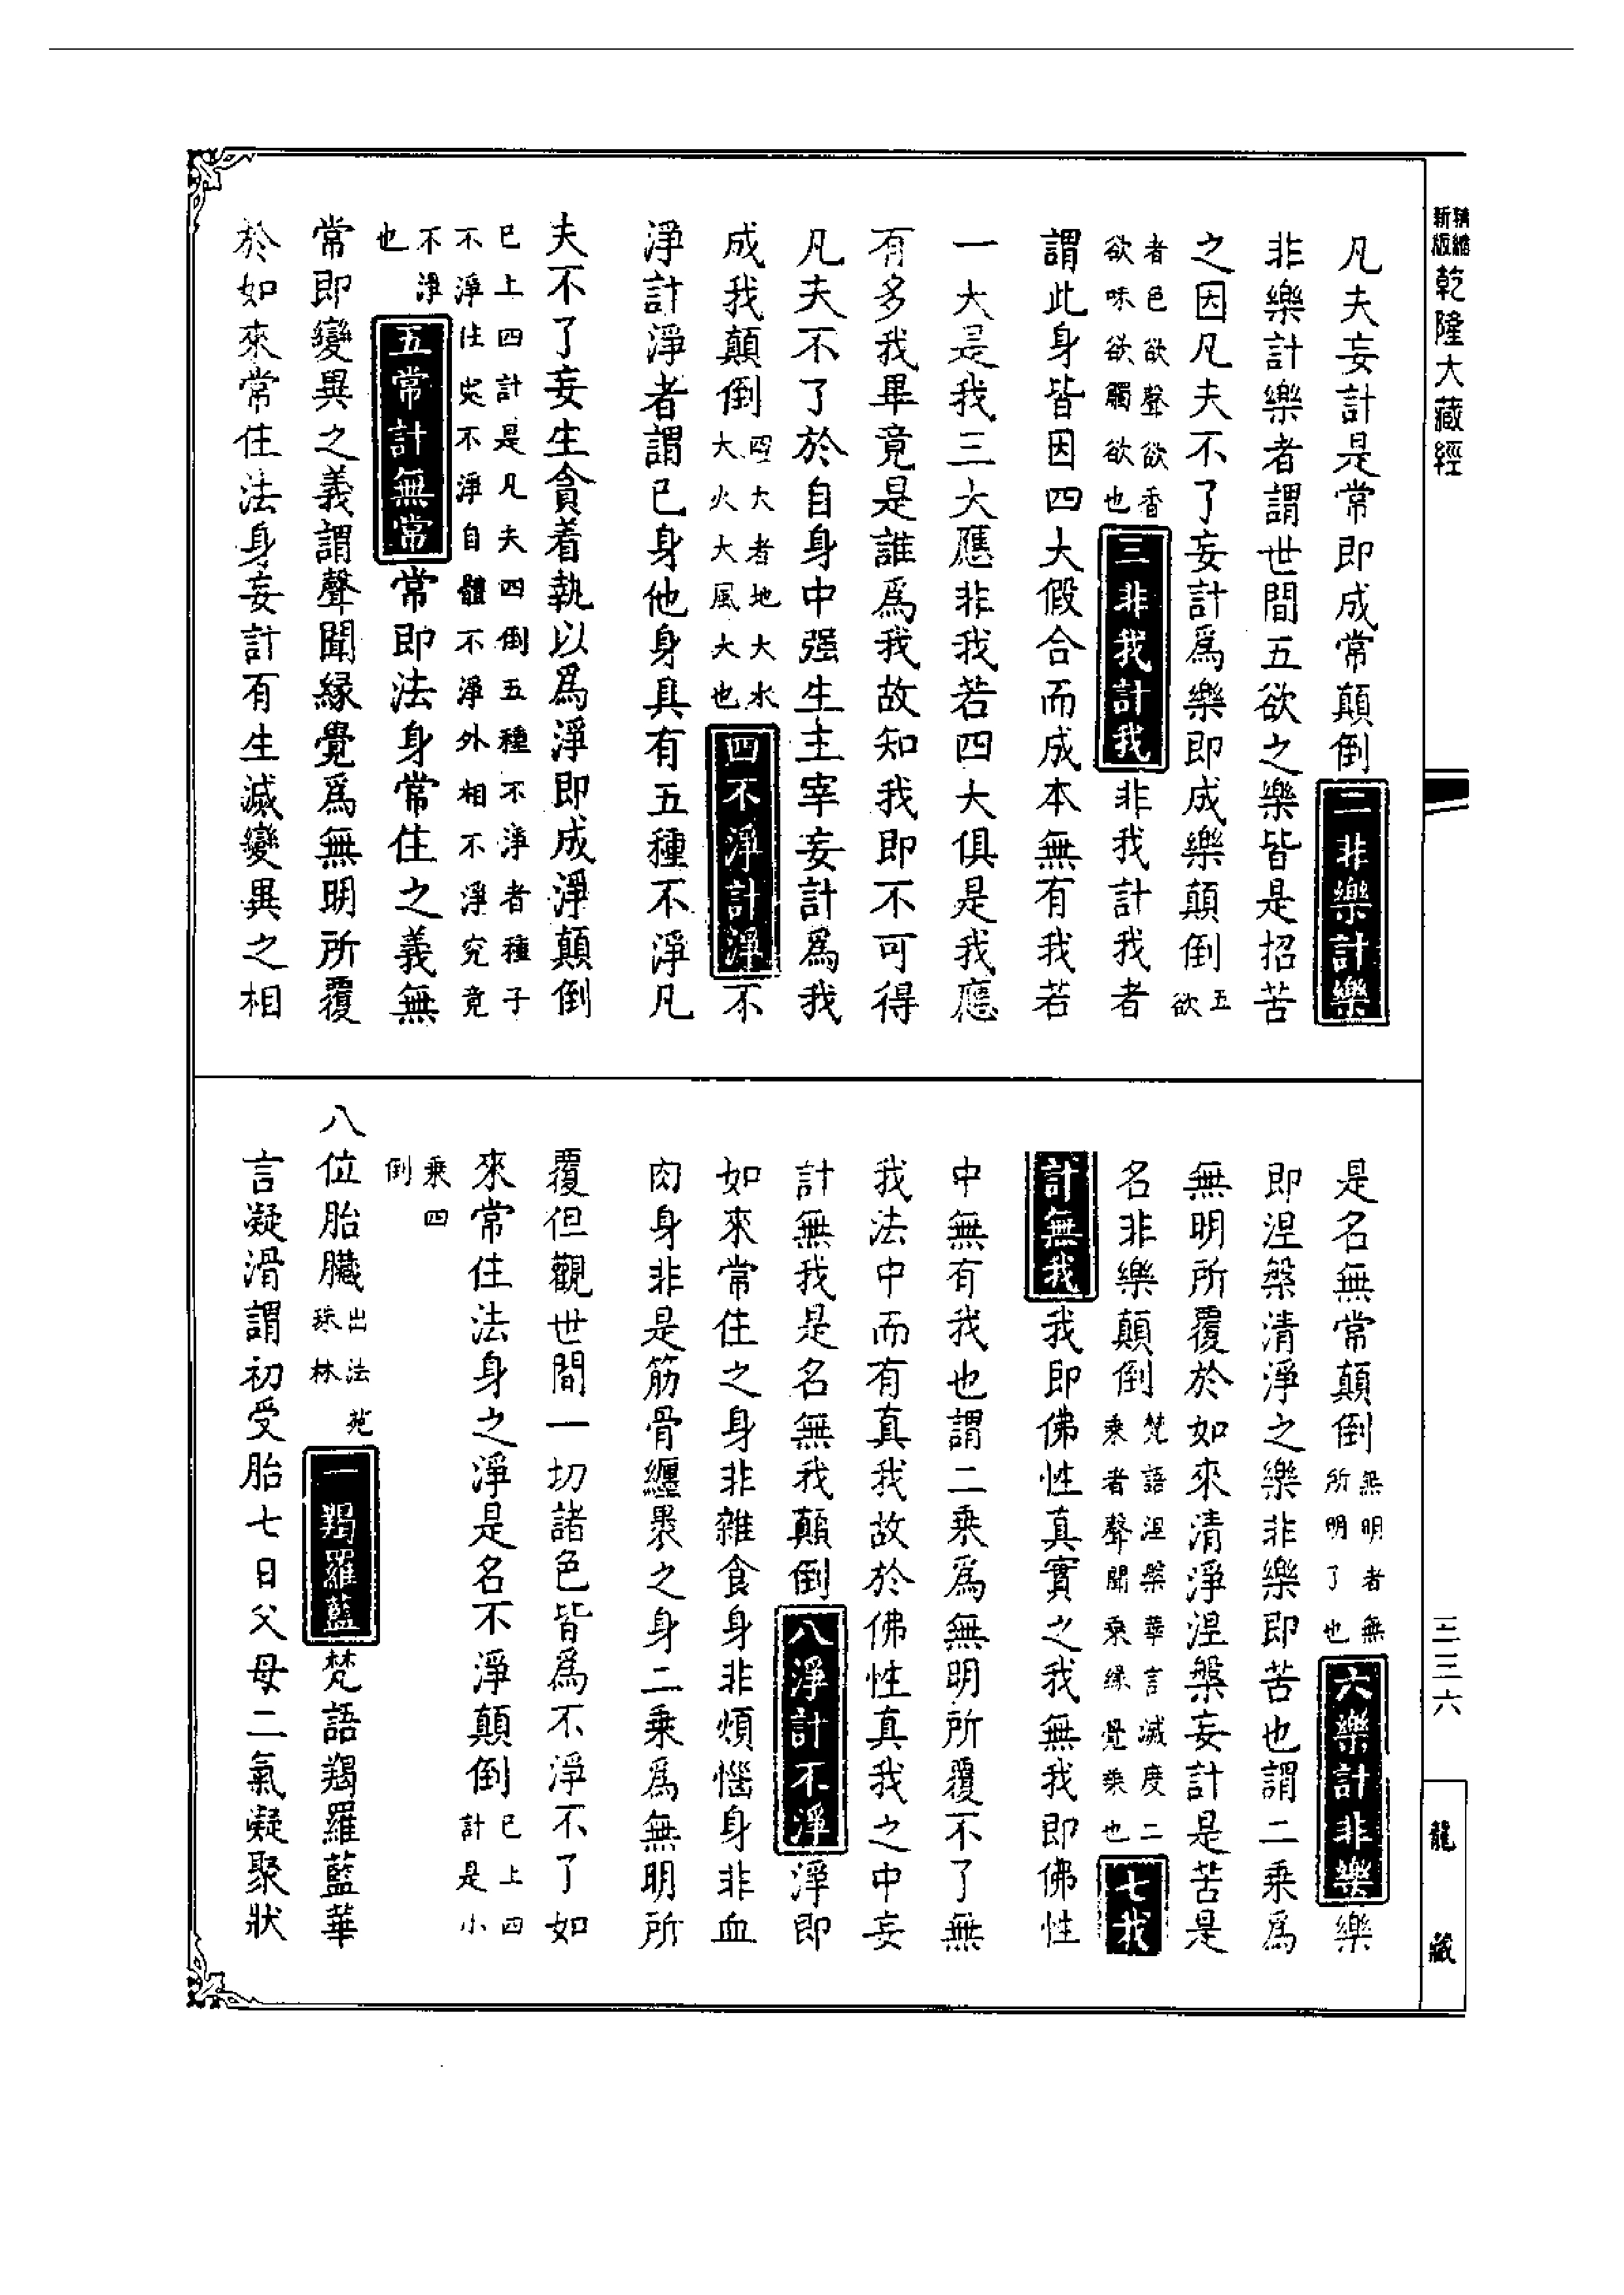 新版
精縮
乾隆大藏經
凡夫妄計是常即成常顛倒二非樂計樂
非樂計樂者謂世間五欲之樂皆是招苦
之因凡夫不了妄計爲樂即成樂顛倒五欲
者色欲聲欲香欲味欲觸欲也三非我計我非我計我者
謂此身皆因四大假合而成本無有我若
一大是我三大應非我若四大俱是我應
有多我畢竟是誰爲我故知我即不可得
凡夫不了於自身中强生主宰妄計爲我
成我顛倒四大者地大水大火大風大也四不淨計淨不
淨計淨者謂已身他身具有五種不淨凡
夫不了妄生貪着執以爲淨即成淨顛倒
已上四計是凡夫四倒五種不淨者種子不淨住處不淨自體不淨外相不淨究竟
不淨也五常計無常常即法身常住之義無
常即變異之義謂聲聞緣覺爲無明所覆
於如來常住法身妄計有生滅變異之相
是名無常顛倒無明者無所明了也六樂計非樂樂
即涅槃清淨之樂非樂即苦也謂二乘爲
無明所覆於如來清淨涅槃妄計是苦是
名非樂顛倒梵語涅槃華言滅度二乘者聲聞乘緣覺乘也七我
計無我我即佛性真實之我無我即佛性
中無有我也謂二乘爲無明所覆不了無
我法中而有真我故於佛性真我之中妄
計無我是名無我顛倒八淨計不淨淨即
如來常住之身非雜食身非煩惱身非血
肉身非是筋骨纏褁之身二乘爲無明所
覆但觀世間一切諸色皆爲不淨不了如
來常住法身之淨是名不淨顛倒已上四計是小
乘四倒
八位胎臟出法苑珠林一羯羅藍梵語羯羅藍華
言凝滑謂初受胎七日父母二氣凝聚狀
三三六
龍藏